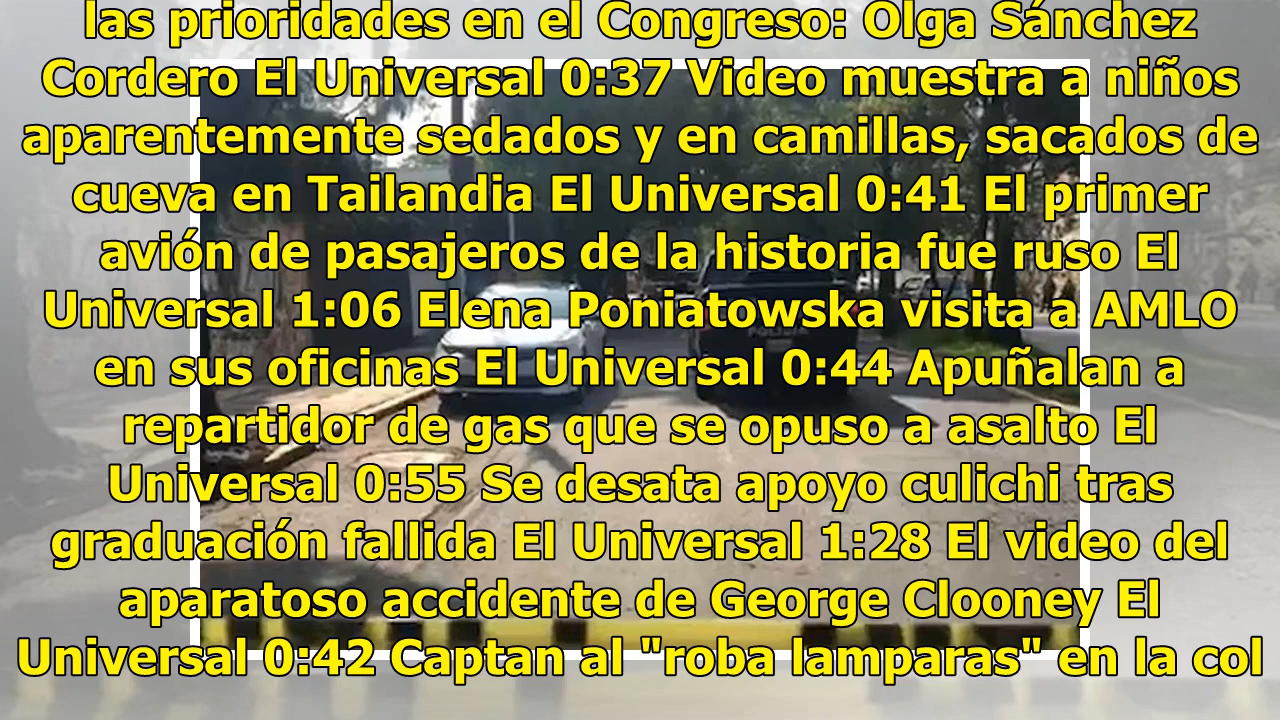 las prioridades en el Congreso: Olga Sánchez
Cordero El Universal 0:37 Video muestra a niños
aparentemente sedados y en camillas, sacados de
cueva en Tailandia El Universal 0:41 El primer
avión de pasajeros de la historia fue ruso El
Universal 1:06 Elena Poniatowska visita a AMLO
en sus oficinas El Universal 0:44 Apuñalan a
repartidor de gas que se opuso a asalto El
Universal 0:55 Se desata apoyo culichi tras
graduación fallida El Universal 1:28 El video del
aparatoso accidente de George Clooney El
Universal 0:42 Captan al "roba lamparas" en la col